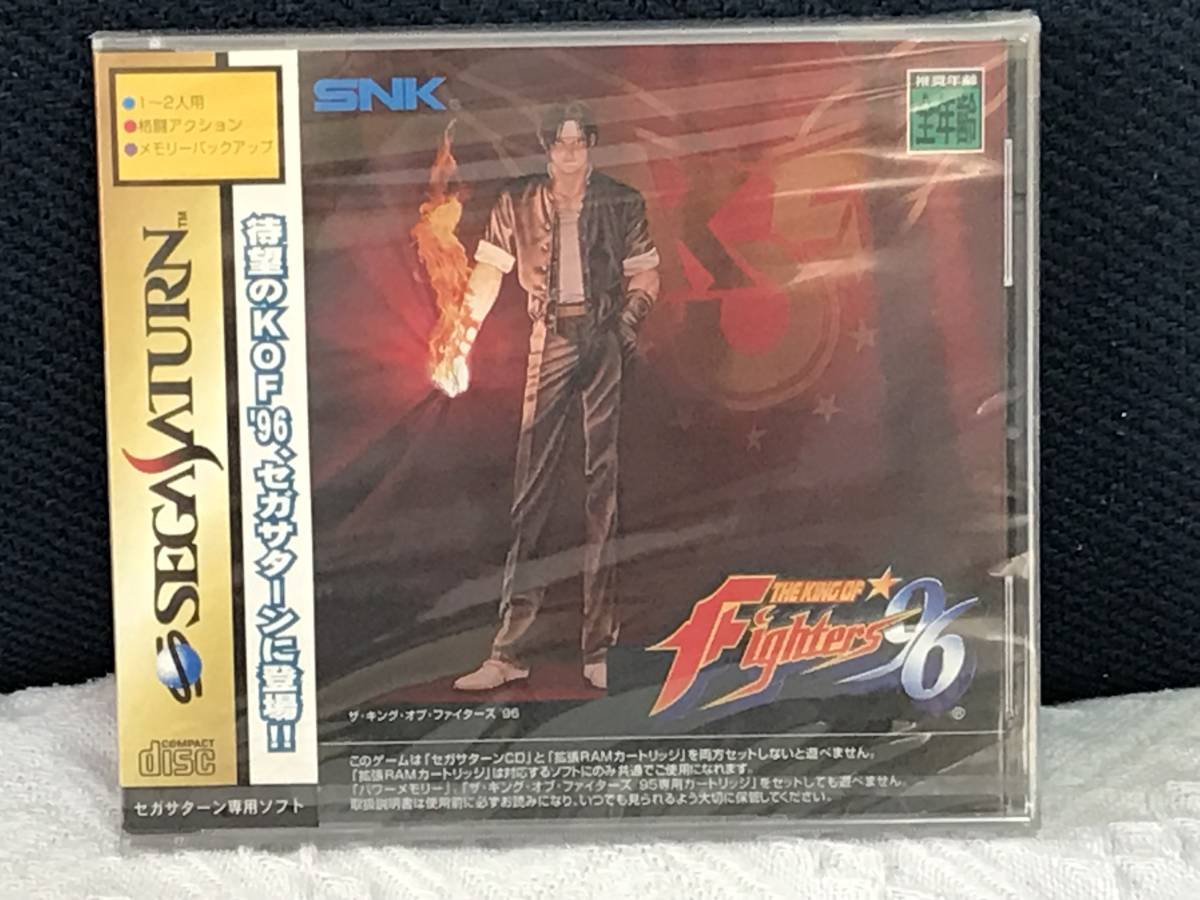 1〜2人用
格闘アクション
メモリーバックアップ
SEGA SATURN™
待望のKOF'96、セガサターンに登場!!
COMPACT
disc
セガサターン専用ソフト
SNK®
推奨年齢
全年齢
THE KING OF
Fighters '96
®
ザ・キング・オブ・ファイターズ '96
このゲームは「セガサターンCD」と「拡張RAMカートリッジ」を両方セットしないと遊べません。
「拡張RAMカートリッジ」は対応するソフトにのみ共通でご使用になれます。
「パワーメモリー」、「ザ・キング・オブ・ファイターズ '95専用カートリッジ」をセットしても遊べません。
取扱説明書は使用前に必ずお読みになり、いつでも見られるよう大切に保管してください。